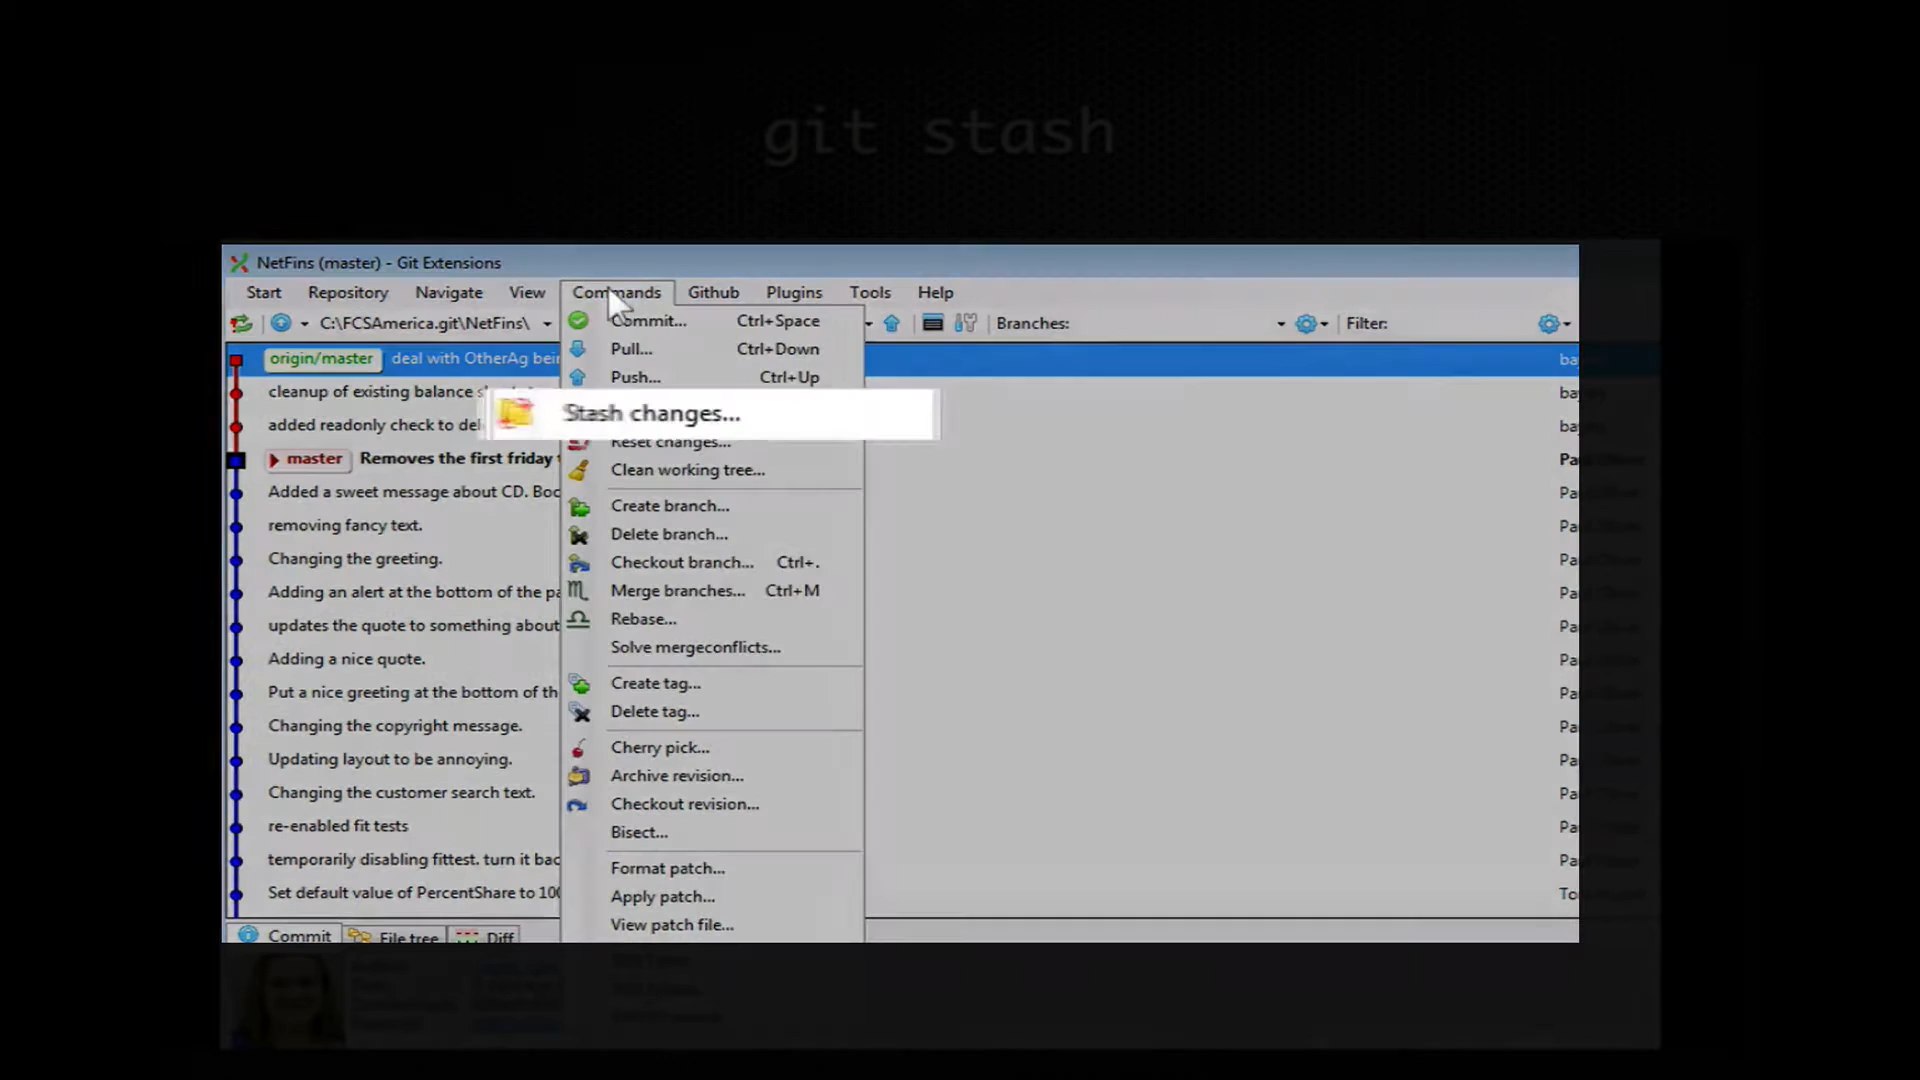 git stash
NetFins (master) - Git Extensions
Start Repository Navigate View Commands Github Plugins Tools Help
C:\FCSAmerica.git\NetFins\ Branches: Filter:
Commit... Ctrl+Space
Pull... Ctrl+Down
Push... Ctrl+Up
Stash changes...
Reset changes...
Clean working tree...
Create branch...
Delete branch...
Checkout branch... Ctrl+.
Merge branches... Ctrl+M
Rebase...
Solve mergeconflicts...
Create tag...
Delete tag...
Cherry pick...
Archive revision...
Checkout revision...
Bisect...
Format patch...
Apply patch...
View patch file...
origin/master deal with OtherAg bein
cleanup of existing balance
added readonly check to
master Removes the first friday
Added a sweet message about CD.
removing fancy text.
Changing the greeting.
Adding an alert at the bottom of the
updates the quote to something about
Adding a nice quote.
Put a nice greeting at the bottom of th
Changing the copyright message.
Updating layout to be annoying.
Changing the customer search text.
re-enabled fit tests
temporarily disabling fittest. turn it
Set default value of PercentShare to 100
Commit File tree Diff